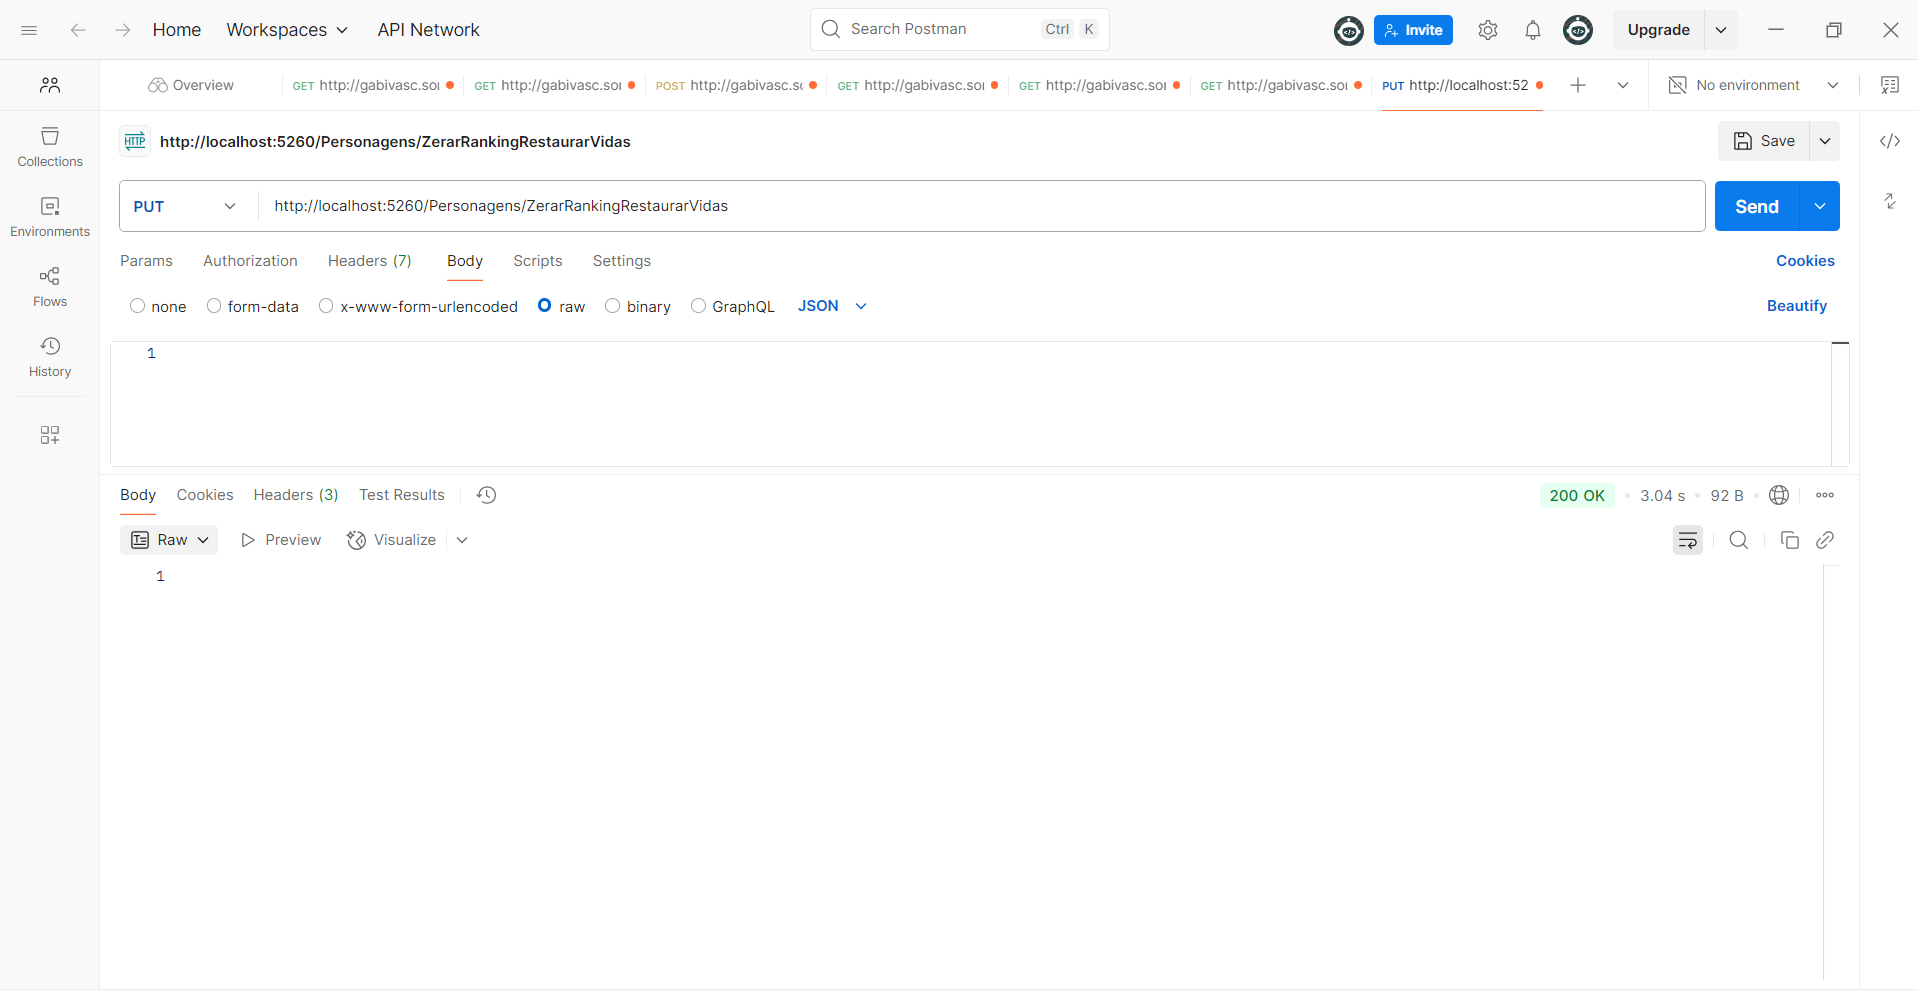 Home Workspaces API Network Search Postman Ctrl K Invite Upgrade
Overview GET http://gabivasc.soı GET http://gabivasc.soı POST http://gabivasc.sc GET http://gabivasc.soı GET http://gabivasc.soı GET http://gabivasc.soı PUT http://localhost:52 No environment
Collections
Environments
Flows
History
HTTP http://localhost:5260/Personagens/ZerarRankingRestaurarVidas Save
PUT http://localhost:5260/Personagens/ZerarRankingRestaurarVidas Send
Params Authorization Headers (7) Body Scripts Settings Cookies
none form-data x-www-form-urlencoded raw binary GraphQL JSON Beautify
1
Body Cookies Headers (3) Test Results 200 OK 3.04 s 92 B
Raw Preview Visualize
1